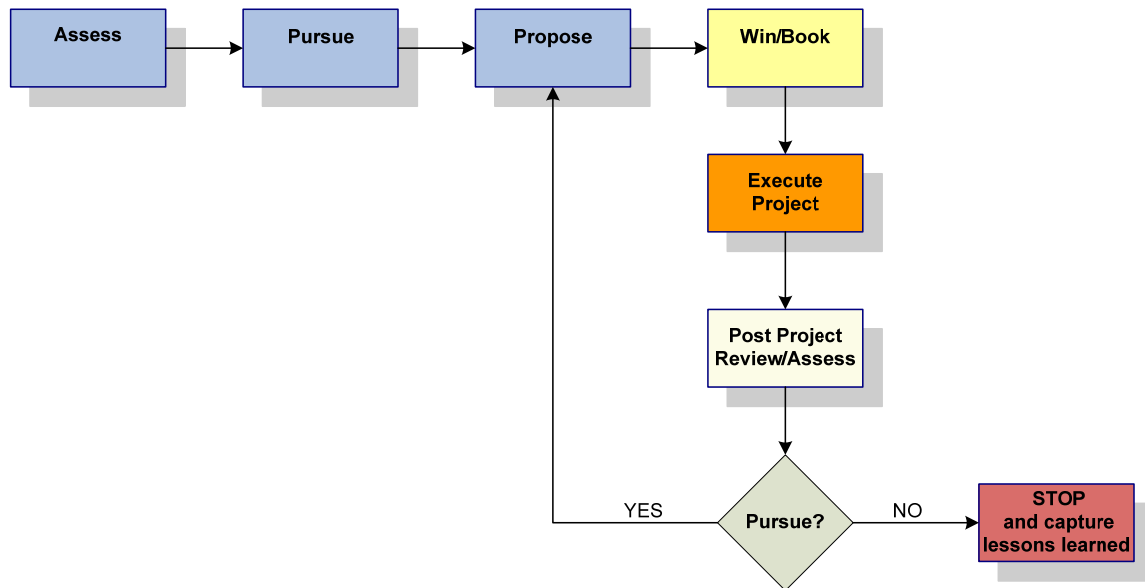 Assess
Pursue
Propose
Win/Book
Execute
Project
Post Project
Review/Assess
YES
Pursue?
NO
STOP
and capture
lessons learned